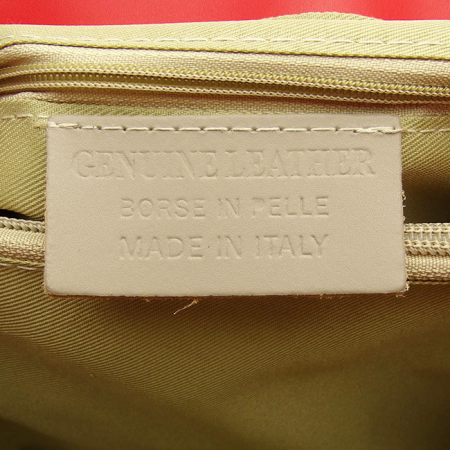 GENUINE LEATHER
BORSE IN PELLE
MADE IN ITALY